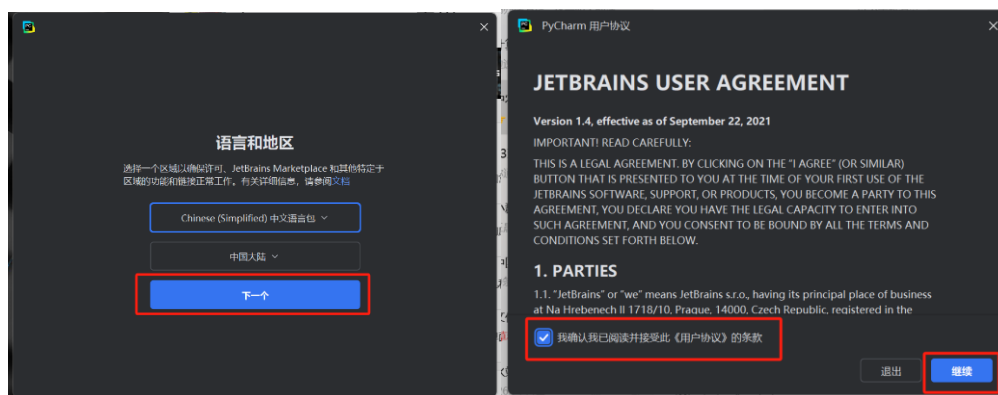 语言和地区
选择一个区域以确保许可、JetBrains Marketplace 和其他特定于
区域的功能和链接正常工作。有关详细信息，请参阅文档
Chinese (Simplified) 中文语言包
中国大陆
下一个
PyCharm 用户协议
JETBRAINS USER AGREEMENT
Version 1.4, effective as of September 22, 2021
IMPORTANT! READ CAREFULLY:
THIS IS A LEGAL AGREEMENT. BY CLICKING ON THE "I AGREE" (OR SIMILAR)
BUTTON THAT IS PRESENTED TO YOU AT THE TIME OF YOUR FIRST USE OF THE
JETBRAINS SOFTWARE, SUPPORT, OR PRODUCTS, YOU BECOME A PARTY TO THIS
AGREEMENT, YOU DECLARE YOU HAVE THE LEGAL CAPACITY TO ENTER INTO
SUCH AGREEMENT, AND YOU CONSENT TO BE BOUND BY ALL THE TERMS AND
CONDITIONS SET FORTH BELOW.
1. PARTIES
1.1. "JetBrains" or "we" means JetBrains s.r.o., having its principal place of business
at Na Hrebenech II 1718/10, Prague, 14000, Czech Republic, registered in the
我确认我已阅读并接受此《用户协议》的条款
退出
继续